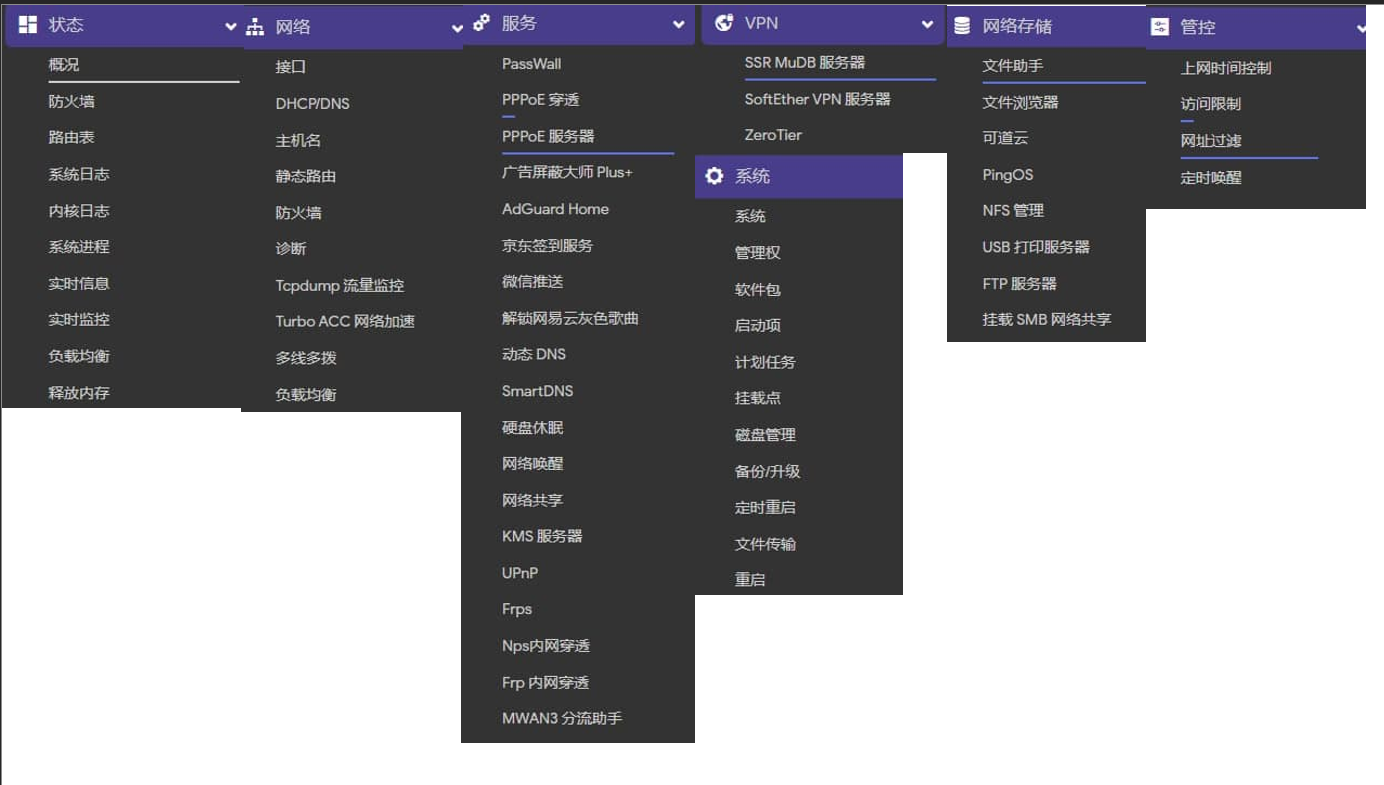 状态
概况
防火墙
路由表
系统日志
内核日志
系统进程
实时信息
实时监控
负载均衡
释放内存
网络
接口
DHCP/DNS
主机名
静态路由
防火墙
诊断
Tcpdump 流量监控
Turbo ACC 网络加速
多线多拨
负载均衡
服务
PassWall
PPPoE 穿透
PPPoE 服务器
广告屏蔽大师 Plus+
AdGuard Home
京东签到服务
微信推送
解锁网易云灰色歌曲
动态 DNS
SmartDNS
硬盘休眠
网络唤醒
网络共享
KMS 服务器
UPnP
Frps
Nps内网穿透
Frp 内网穿透
MWAN3 分流助手
VPN
SSR MuDB 服务器
SoftEther VPN 服务器
ZeroTier
系统
系统
管理权
软件包
启动项
计划任务
挂载点
磁盘管理
备份/升级
定时重启
文件传输
重启
网络存储
文件助手
文件浏览器
可道云
PingOS
NFS 管理
USB 打印服务器
FTP 服务器
挂载 SMB 网络共享
管控
上网时间控制
访问限制
网址过滤
定时唤醒